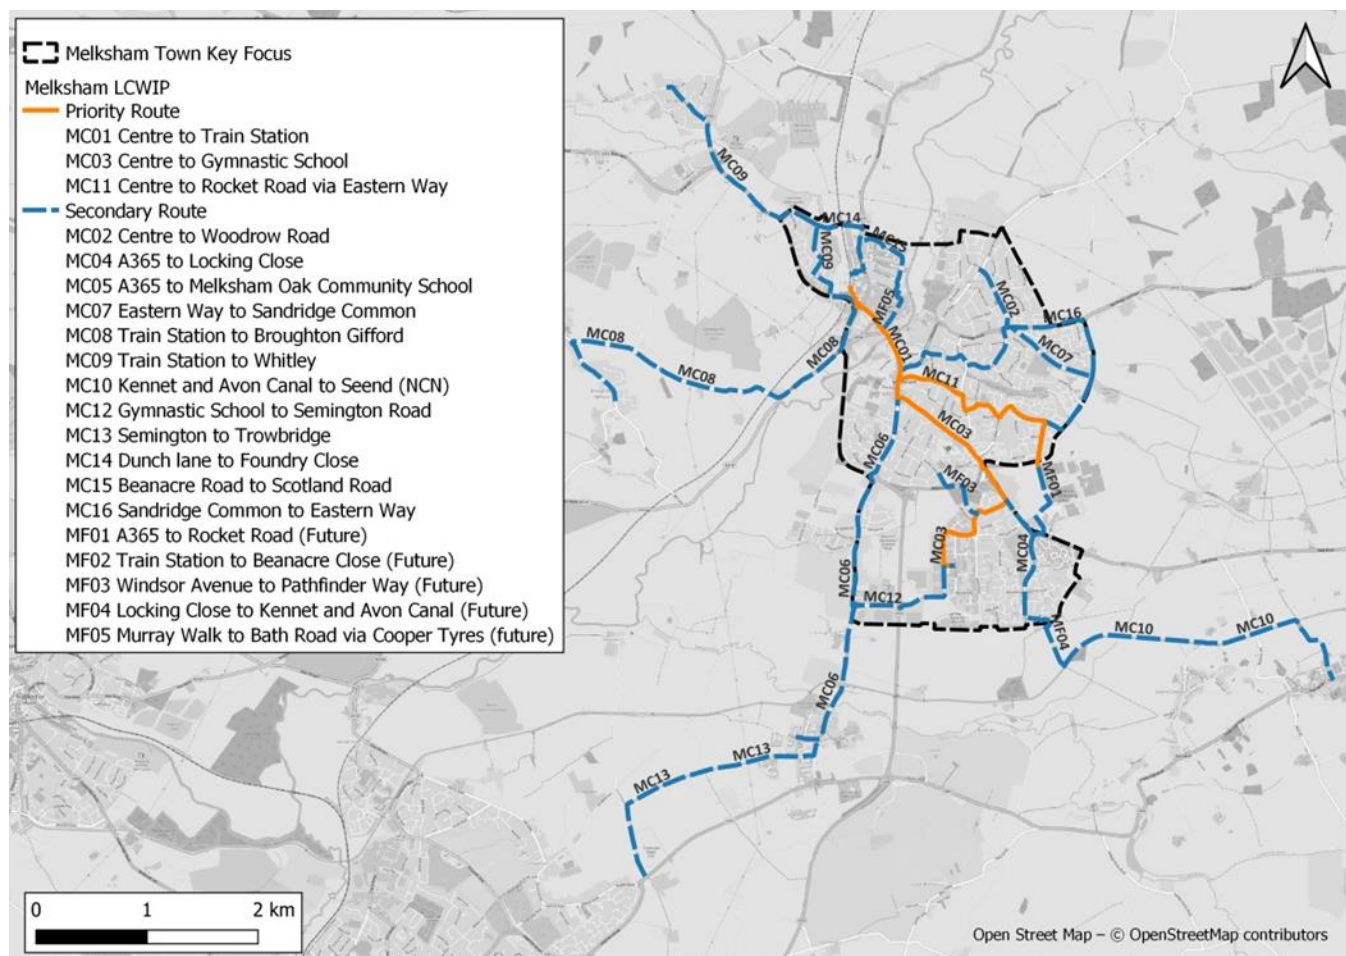 Melksham Town Key Focus
Melksham LCWIP
Priority Route
MC01 Centre to Train Station
MC03 Centre to Gymnastic School
MC11 Centre to Rocket Road via Eastern Way
Secondary Route
MC02 Centre to Woodrow Road
MC04 A365 to Locking Close
MC05 A365 to Melksham Oak Community School
MC07 Eastern Way to Sandridge Common
MC08 Train Station to Broughton Gifford
MC09 Train Station to Whitley
MC10 Kennet and Avon Canal to Seend (NCN)
MC12 Gymnastic School to Semington Road
MC13 Semington to Trowbridge
MC14 Dunch lane to Foundry Close
MC15 Beanacre Road to Scotland Road
MC16 Sandridge Common to Eastern Way
MF01 A365 to Rocket Road (Future)
MF02 Train Station to Beanacre Close (Future)
MF03 Windsor Avenue to Pathfinder Way (Future)
MF04 Locking Close to Kennet and Avon Canal (Future)
MF05 Murray Walk to Bath Road via Cooper Tyres (future)
MC09
MC14
MC15
MC09
MF05
MC02
MC16
MC07
MC01
MC08
MC08
MC08
MC11
MC03
MC06
MF03
MF01
MC03
MC04
MC06
MC12
MF04
MC10
MC10
MC06
MC13
MC13
0 1 2 km
Open Street Map – © OpenStreetMap contributors